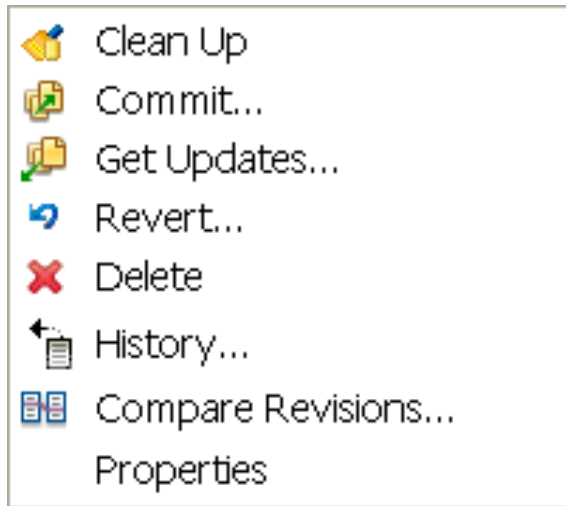 Clean Up
Commit...
Get Updates...
Revert...
Delete
History...
Compare Revisions...
Properties